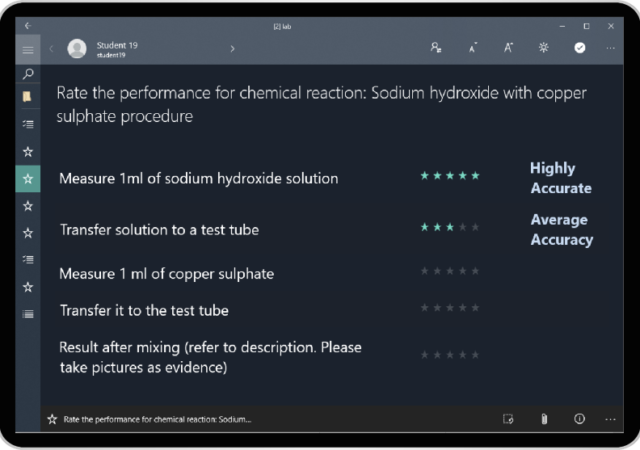 [2] lab
Student 19
student19
Rate the performance for chemical reaction: Sodium hydroxide with copper
sulphate procedure
Measure 1ml of sodium hydroxide solution
Highly
Accurate
Transfer solution to a test tube
Average
Accuracy
Measure 1 ml of copper sulphate
Transfer it to the test tube
Result after mixing (refer to description. Please
take pictures as evidence)
Rate the performance for chemical reaction: Sodium...